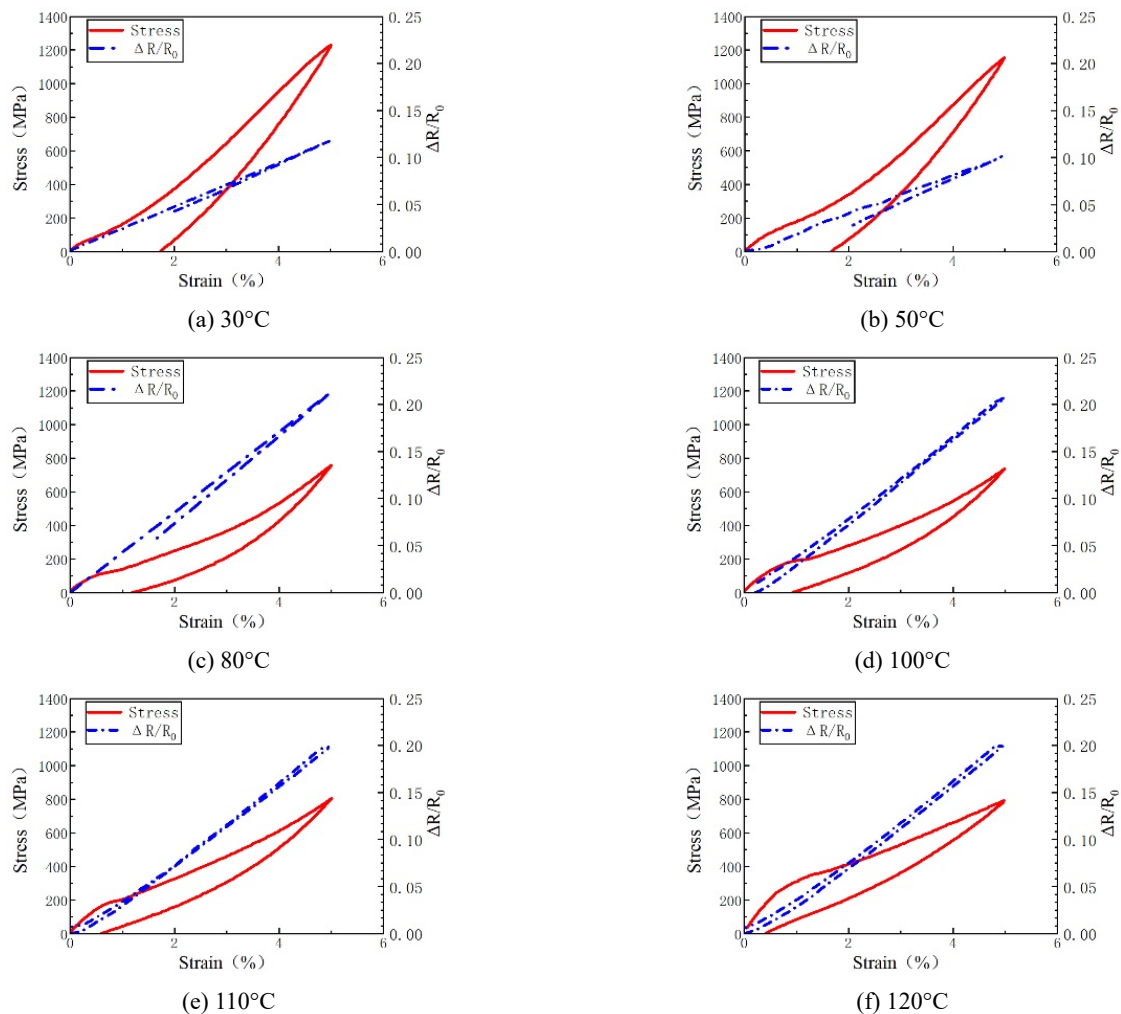 1400
1200
1000
800
600
400
200
0
Stress（MPa）
Stress
ΔR/R0
0.25
0.20
0.15
0.10
0.05
0.00
ΔR/R0
0 2 4 6
Strain（%）
(a) 30°C
1400
1200
1000
800
600
400
200
0
Stress（MPa）
Stress
ΔR/R0
0.25
0.20
0.15
0.10
0.05
0.00
ΔR/R0
0 2 4 6
Strain（%）
(b) 50°C
1400
1200
1000
800
600
400
200
0
Stress（MPa）
Stress
ΔR/R0
0.25
0.20
0.15
0.10
0.05
0.00
ΔR/R0
0 2 4 6
Strain（%）
(c) 80°C
1400
1200
1000
800
600
400
200
0
Stress（MPa）
Stress
ΔR/R0
0.25
0.20
0.15
0.10
0.05
0.00
ΔR/R0
0 2 4 6
Strain（%）
(d) 100°C
1400
1200
1000
800
600
400
200
0
Stress（MPa）
Stress
ΔR/R0
0.25
0.20
0.15
0.10
0.05
0.00
ΔR/R0
0 2 4 6
Strain（%）
(e) 110°C
1400
1200
1000
800
600
400
200
0
Stress（MPa）
Stress
ΔR/R0
0.25
0.20
0.15
0.10
0.05
0.00
ΔR/R0
0 2 4 6
Strain（%）
(f) 120°C